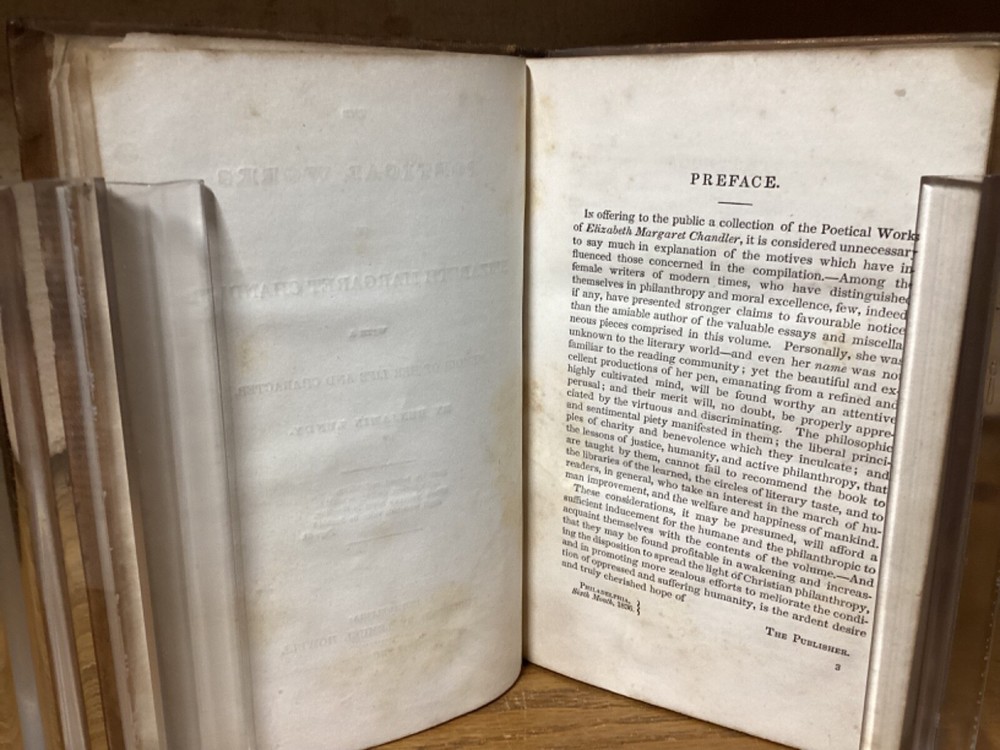 PREFACE.
In offering to the public a collection of the Poetical Works
of Elizabeth Margaret Chandler, it is considered unnecessary
to say much in explanation of the motives which have in-
fluenced those concerned in the compilation.—Among the
female writers of modern times, who have distinguished
themselves in philanthropy and moral excellence, few, indeed
if any, have presented stronger claims to favourable notice
than the amiable author of the valuable essays and miscella-
neous pieces comprised in this volume. Personally, she was
unknown to the literary world—and even her name was not
familiar to the reading community; yet the beautiful and ex-
cellent productions of her pen, emanating from a refined and
highly cultivated mind, will be found worthy an attentive
perusal; and their merit will, no doubt, be properly appre-
ciated by the virtuous and discriminating. The philosophic
and sentimental piety manifested in them; the liberal princi-
ples of charity and benevolence which they inculcate; and
the lessons of justice, humanity, and active philanthropy, that
are taught by them, cannot fail to recommend the book to
the libraries of the learned, the circles of literary taste, and to
readers, in general, who take an interest in the march of hu-
man improvement, and the welfare and happiness of mankind.
These considerations, it may be presumed, will afford a
sufficient inducement for the humane and the philanthropic to
acquaint themselves with the contents of the volume.—And
that they may be found profitable in awakening and increas-
ing the disposition to spread the light of Christian philanthropy,
and in promoting more zealous efforts to meliorate the condi-
tion of oppressed and suffering humanity, is the ardent desire
and truly cherished hope of
The Publisher.
Philadelphia, }
Sixth Month, 1836. }
3